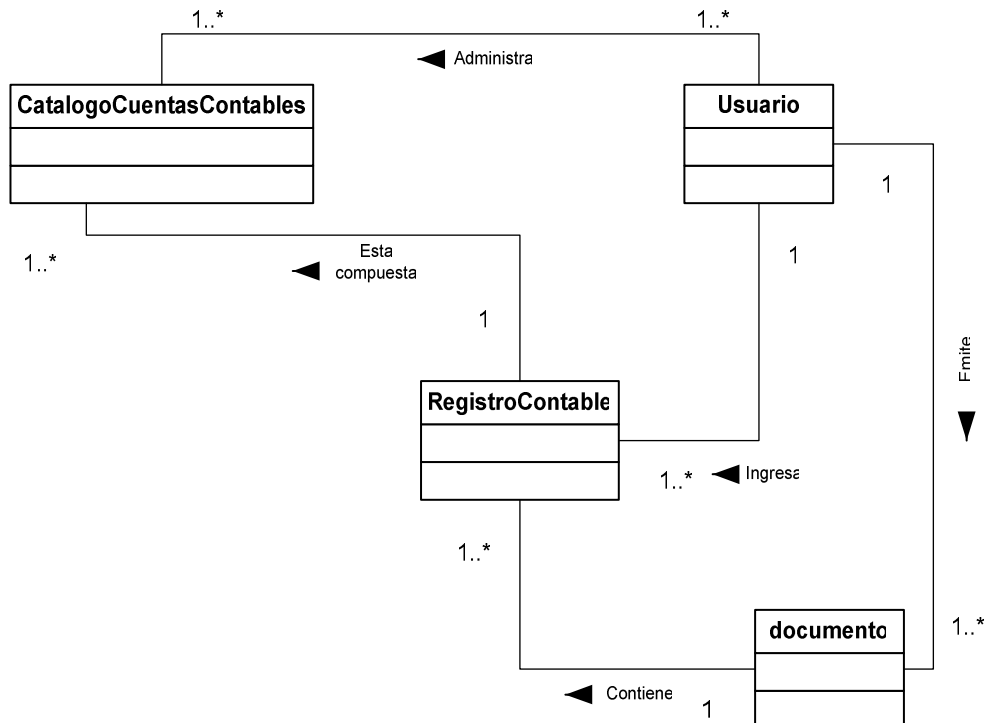 1..*
1..*
Administra
CatalogoCuentasContables
Usuario
1
1..*
Esta
compuesta
1
1
Emite
RegistroContable
1..*
Ingresa
1..*
documento
1..*
Contiene
1